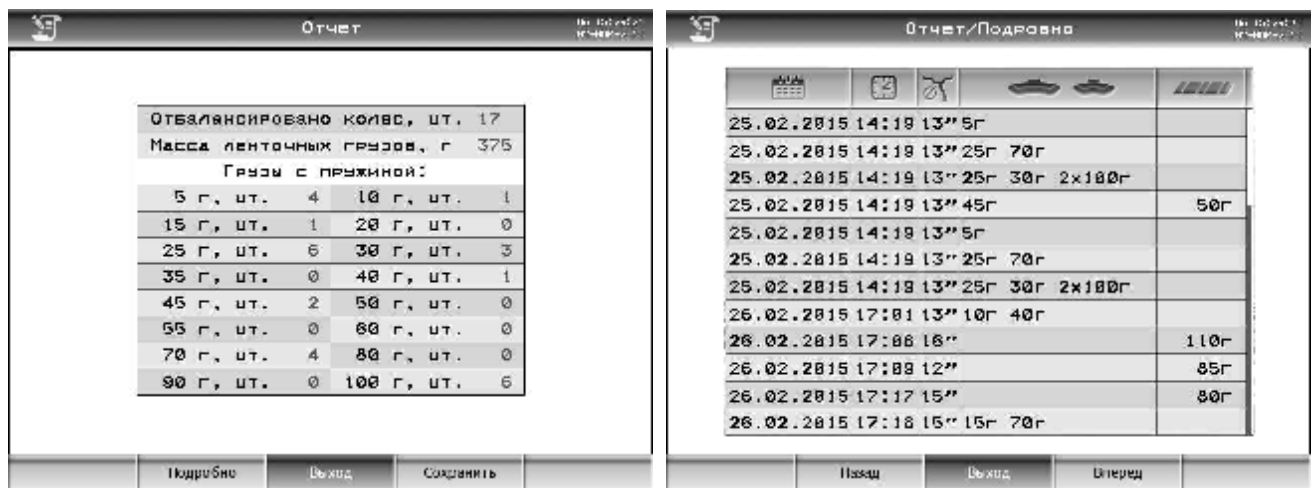 Отчет
Отбалансировано колес, шт. 17
Масса ленточных грузов, г 375
Грузы с пружиной:
5 г, шт. 4 10 г, шт. 1
15 г, шт. 1 20 г, шт. 0
25 г, шт. 6 30 г, шт. 3
35 г, шт. 0 40 г, шт. 1
45 г, шт. 2 50 г, шт. 0
55 г, шт. 0 60 г, шт. 0
70 г, шт. 4 80 г, шт. 0
90 г, шт. 0 100 г, шт. 6
Подробно Выход Сохранить
Отчет/Подровно
25.02.2015 14:19 13" 5г
25.02.2015 14:19 13" 25г 70г
25.02.2015 14:19 13" 25г 30г 2x100г
25.02.2015 14:19 13" 45г 50г
25.02.2015 14:19 13" 5г
25.02.2015 14:19 13" 25г 70г
25.02.2015 14:19 13" 25г 30г 2x100г
26.02.2015 17:01 13" 10г 40г
26.02.2015 17:06 16" 110г
26.02.2015 17:09 12" 85г
26.02.2015 17:17 15" 80г
26.02.2015 17:18 15" 15г 70г
Назад Выход Вперед